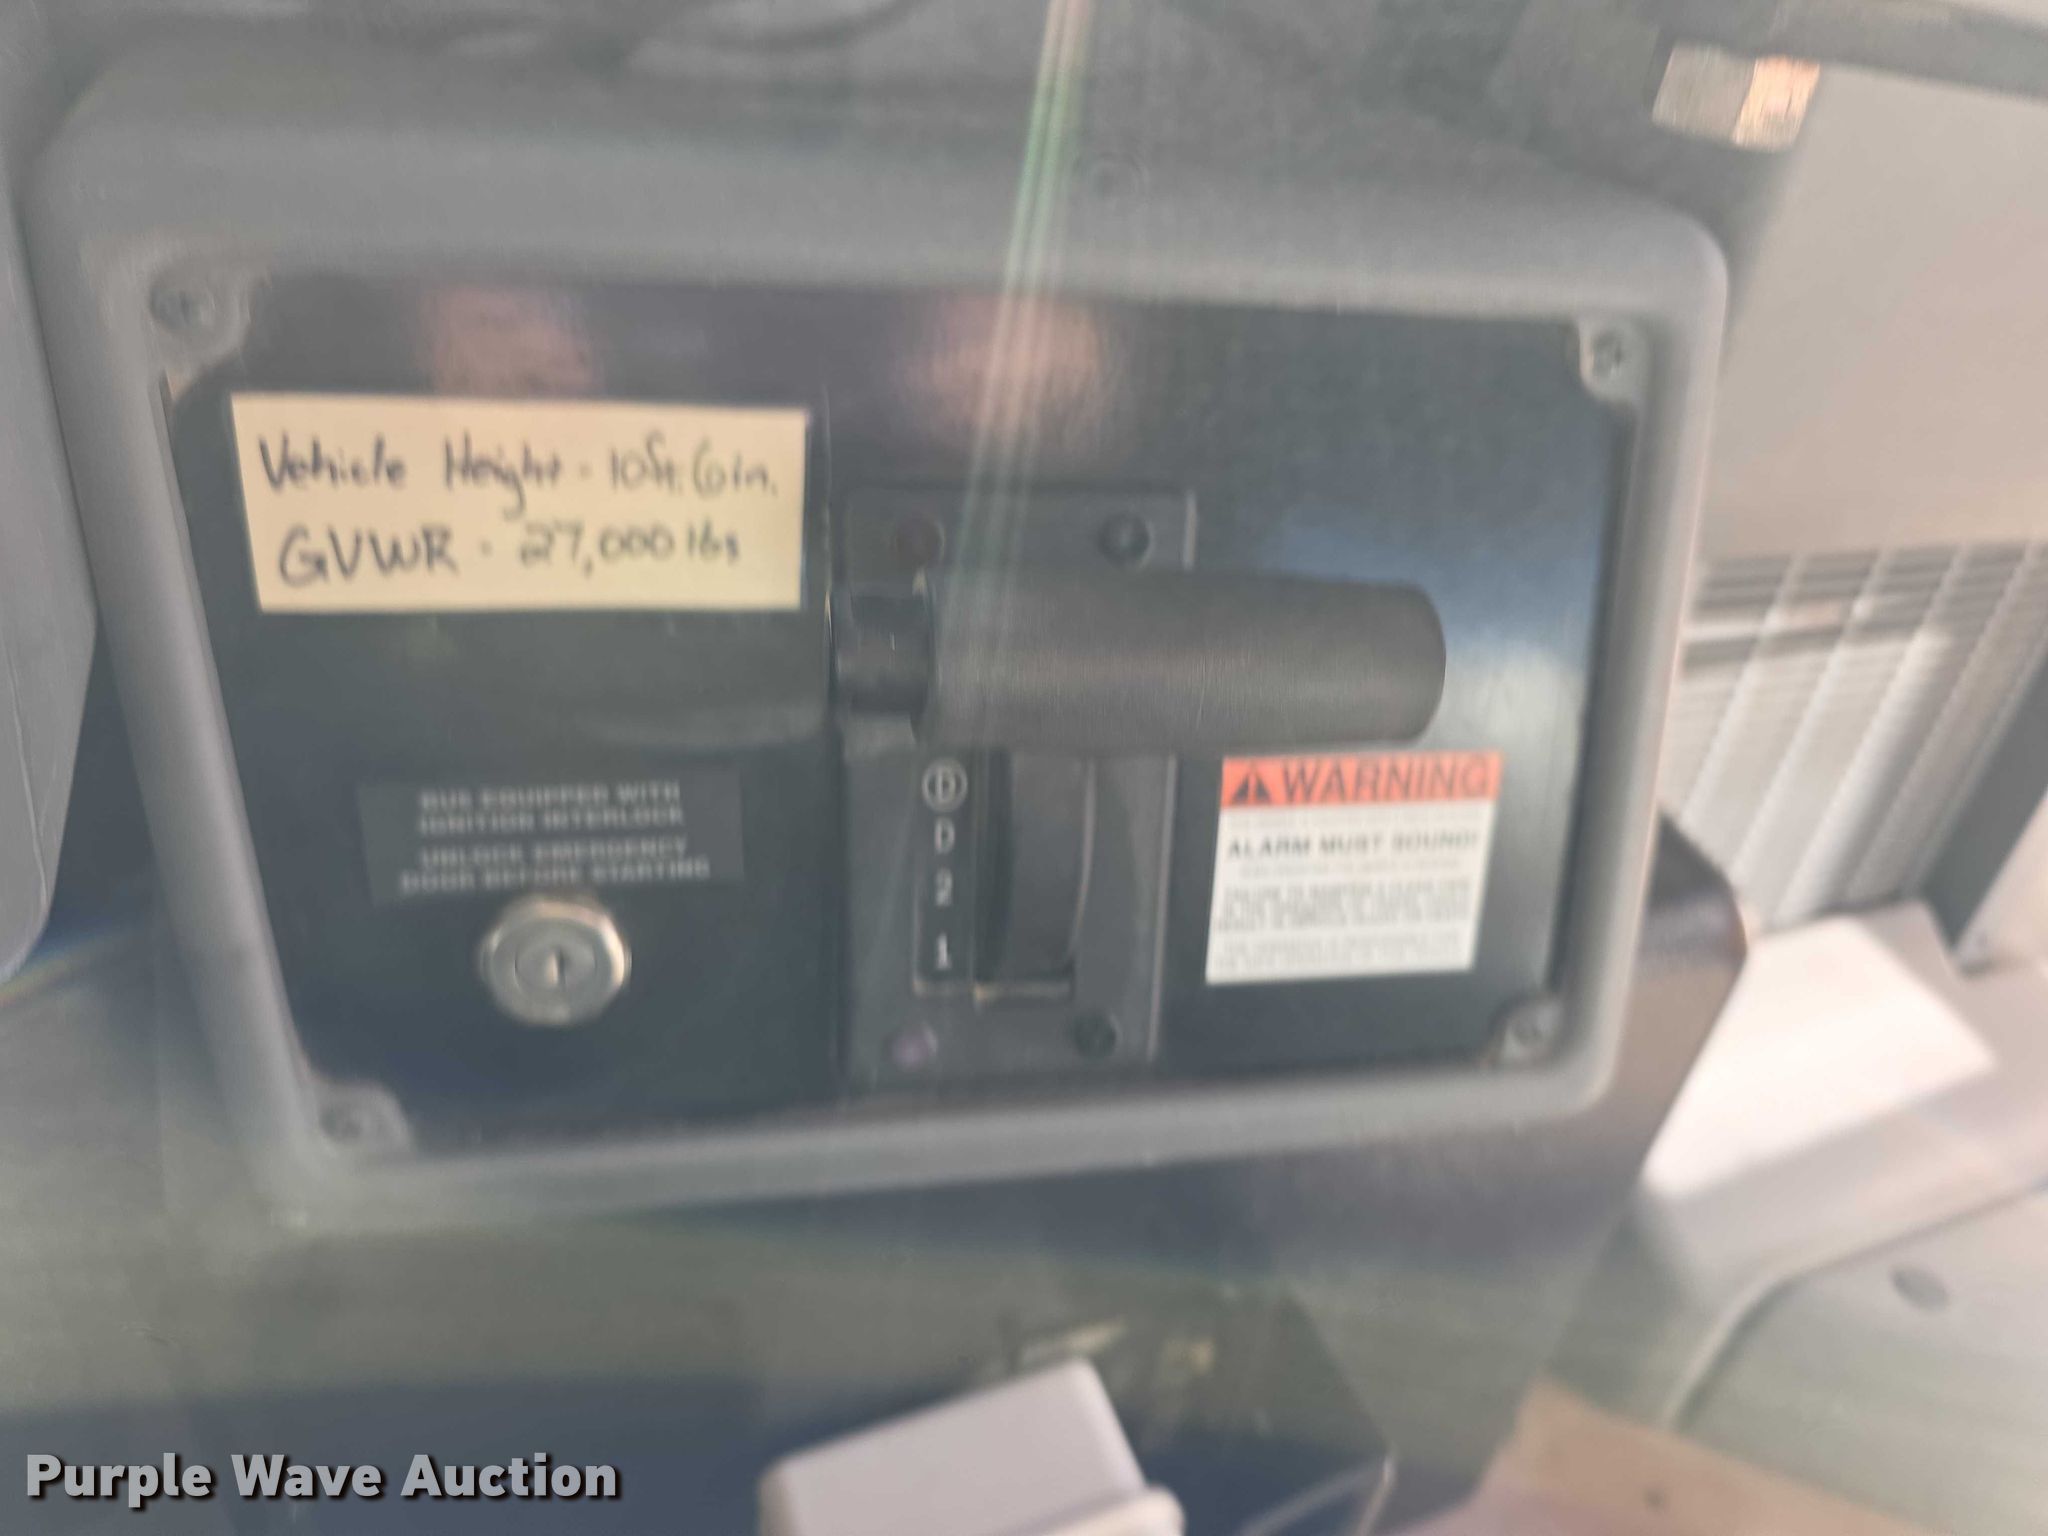 Vehicle Height - 10ft. 6in.
GVWR - 27,000 lbs
BUS EQUIPPED WITH
IGNITION INTERLOCK
UNLOCK EMERGENCY
DOOR BEFORE STARTING
Ⓓ
D
2
1
WARNING
ALARM MUST SOUND!
Purple Wave Auction